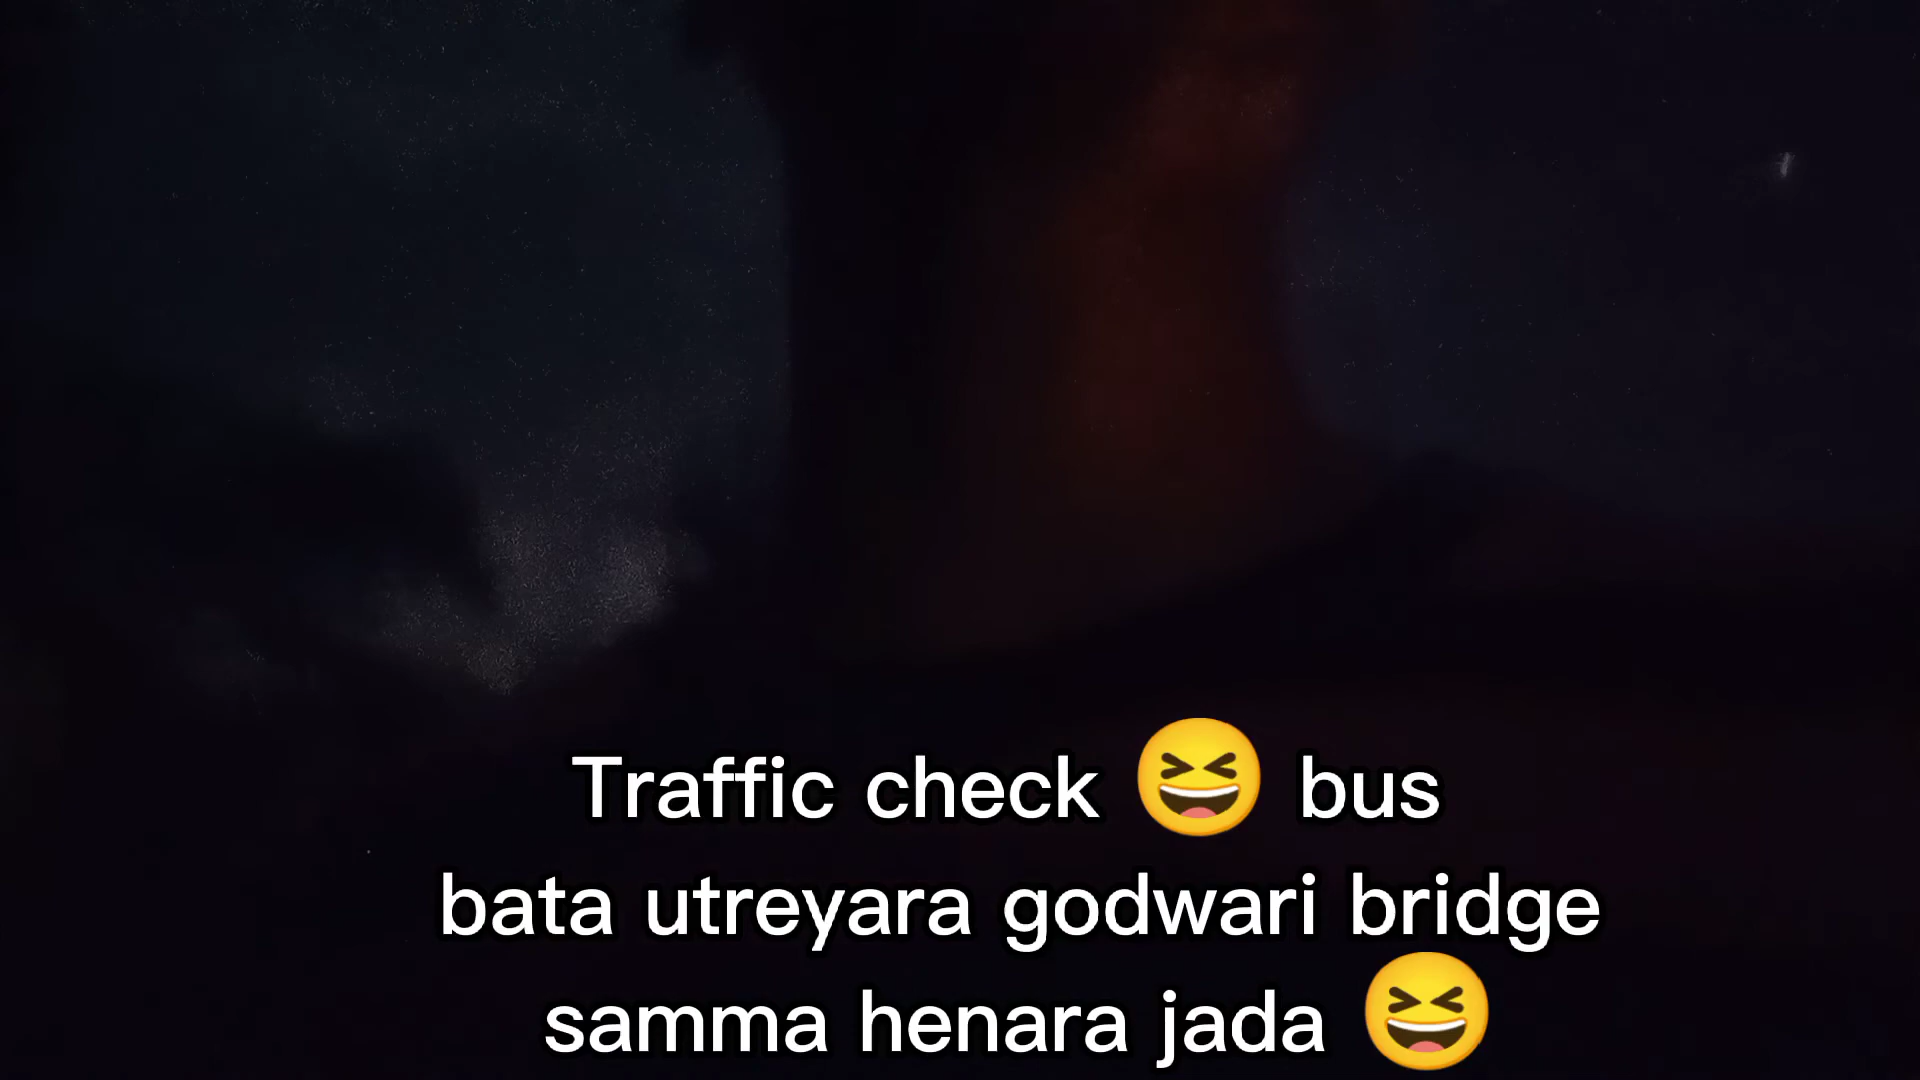 Traffic check 😆 bus
bata utreyara godwari bridge
samma henara jada 😆